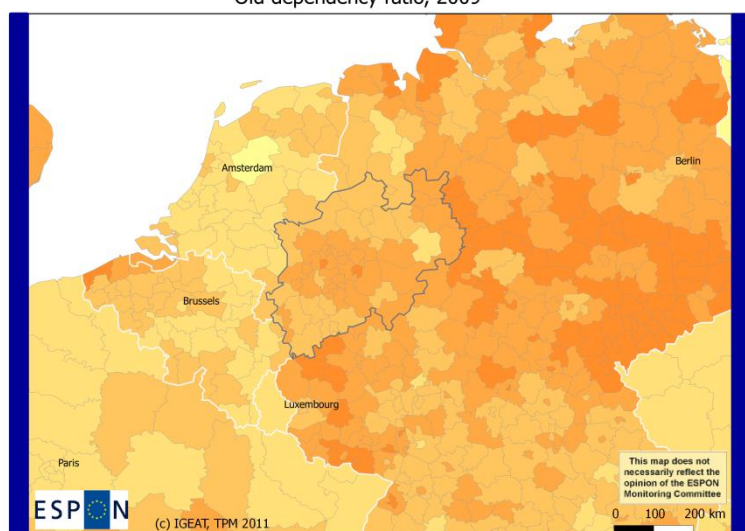 Old dependency ratio, 2009
Amsterdam
Berlin
Brussels
Luxembourg
Paris
This map does not
necessarily reflect the
opinion of the ESPON
Monitoring Committee
ESPON
(c) IGEAT, TPM 2011
0 100 200 km